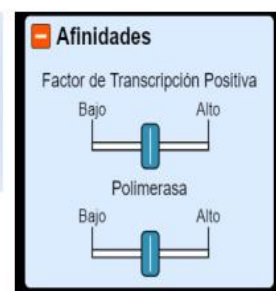 Afinidades
Factor de Transcripción Positiva
Bajo Alto
Polimerasa
Bajo Alto